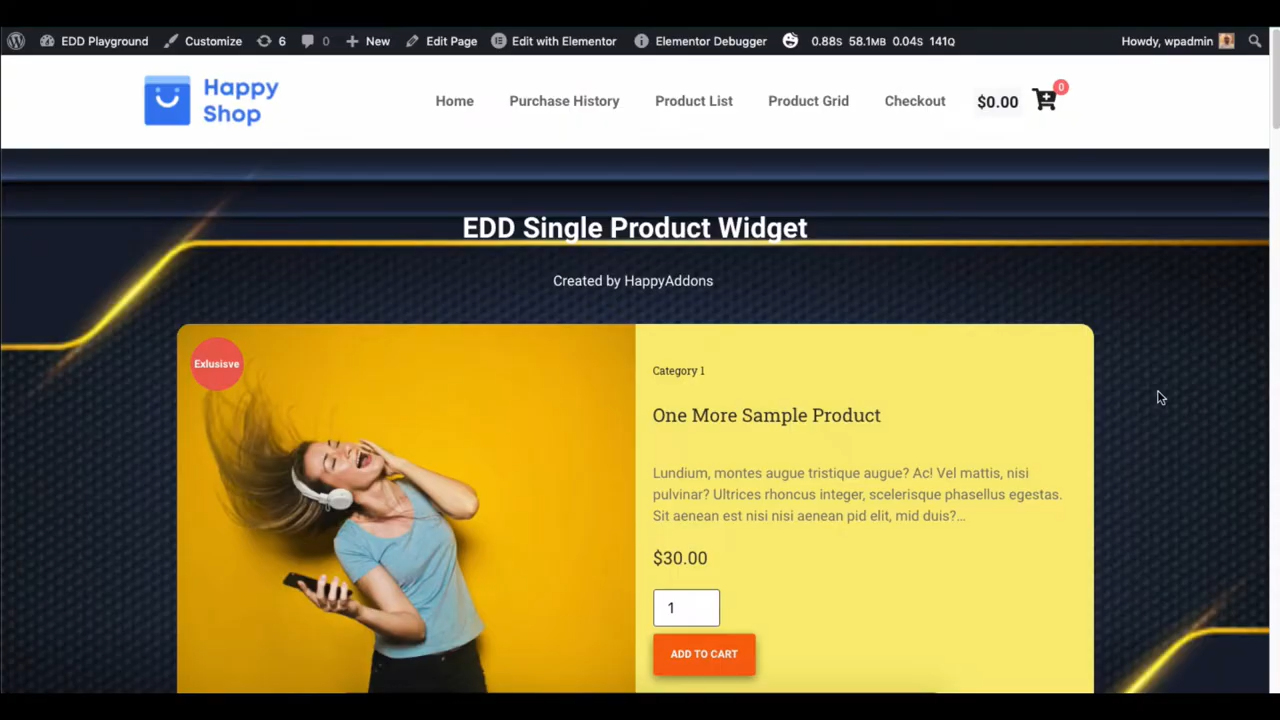 EDD Playground Customize 6 0 New Edit Page Edit with Elementor Elementor Debugger 0.88S 58.1MB 0.04S 141Q Howdy, wpadmin
Happy
Shop
Home Purchase History Product List Product Grid Checkout $0.00 0
EDD Single Product Widget
Created by HappyAddons
Exlusisve
Category 1
One More Sample Product
Lundium, montes augue tristique augue? Ac! Vel mattis, nisi
pulvinar? Ultrices rhoncus integer, scelerisque phasellus egestas.
Sit aenean est nisi nisi aenean pid elit, mid duis?...
$30.00
1
ADD TO CART